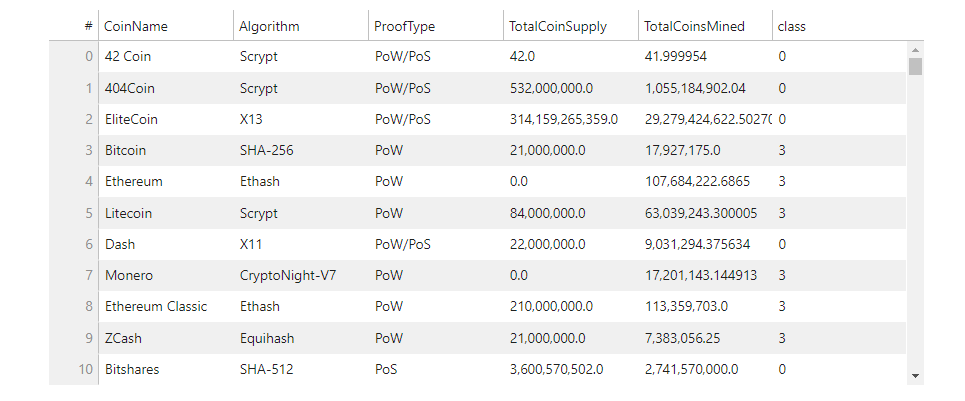 # CoinName Algorithm ProofType TotalCoinSupply TotalCoinsMined class
0 42 Coin Scrypt PoW/PoS 42.0 41.999954 0
1 404Coin Scrypt PoW/PoS 532,000,000.0 1,055,184,902.04 0
2 EliteCoin X13 PoW/PoS 314,159,265,359.0 29,279,424,622.5027( 0
3 Bitcoin SHA-256 PoW 21,000,000.0 17,927,175.0 3
4 Ethereum Ethash PoW 0.0 107,684,222.6865 3
5 Litecoin Scrypt PoW 84,000,000.0 63,039,243.300005 3
6 Dash X11 PoW/PoS 22,000,000.0 9,031,294.375634 0
7 Monero CryptoNight-V7 PoW 0.0 17,201,143.144913 3
8 Ethereum Classic Ethash PoW 210,000,000.0 113,359,703.0 3
9 ZCash Equihash PoW 21,000,000.0 7,383,056.25 3
10 Bitshares SHA-512 PoS 3,600,570,502.0 2,741,570,000.0 0